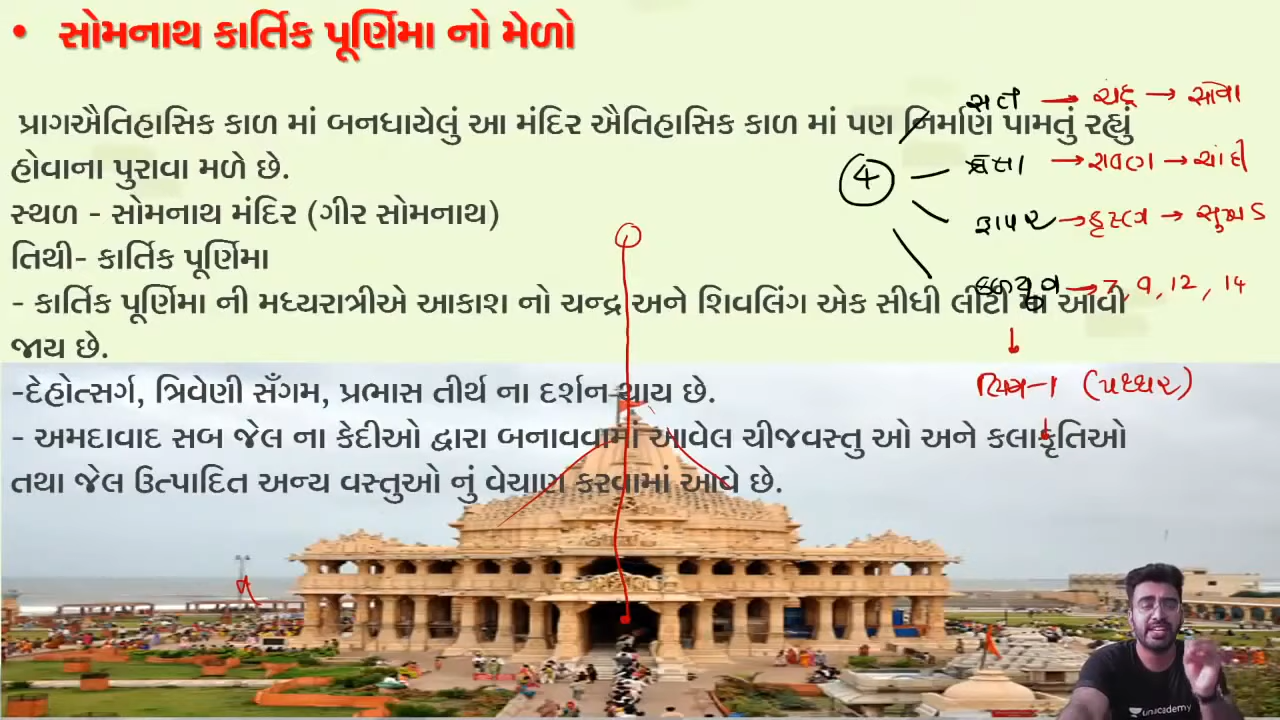 • સોમનાથ કાર્તિક પૂર્ણિમા નો મેળો
પ્રાગઐતિહાસિક કાળ માં બનધાયેલું આ મંદિર ઐતિહાસિક કાળ માં પણ નિર્માણ પામતું રહ્યું
હોવાના પુરાવા મળે છે.
સ્થળ - સોમનાથ મંદિર (ગીર સોમનાથ)
તિથી- કાર્તિક પૂર્ણિમા
- કાર્તિક પૂર્ણિમા ની મધ્યરાત્રીએ આકાશ નો ચન્દ્ર અને શિવલિંગ એક સીધી લીટી માં આવી
જાય છે.
-દેહોત્સર્ગ, ત્રિવેણી સઁગમ, પ્રભાસ તીર્થ ના દર્શન થાય છે.
- અમદાવાદ સબ જેલ ના કેદીઓ દ્વારા બનાવવામાં આવેલ ચીજવસ્તુ ઓ અને કલાકૃતિઓ
તથા જેલ ઉત્પાદિત અન્ય વસ્તુઓ નું વેચાણ કરવામાં આવે છે.
4
સત → ચંદ્ર →
→ રાવણ → ચાંદી
→ → સુખડ
→ 7, 9, 12, 14
(પથ્થર)
unacademy